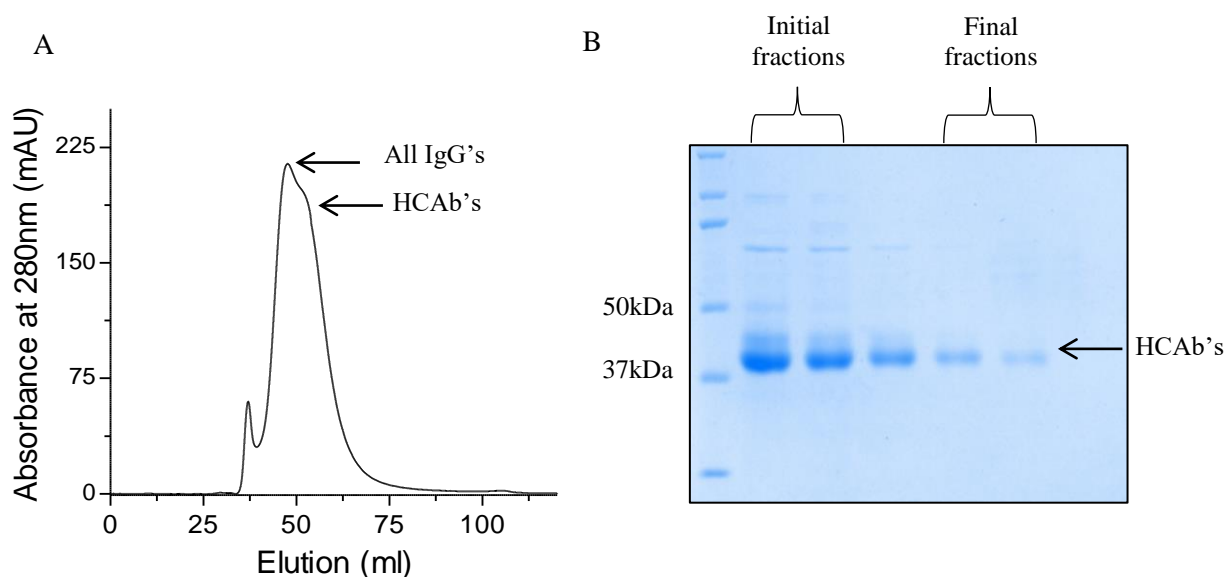 A
Absorbance at 280nm (mAU)
225
150
75
0
All IgG's
HCAb's
0
25
50
75
100
Elution (ml)
B
Initial
fractions
Final
fractions
50kDa
37kDa
HCAb's